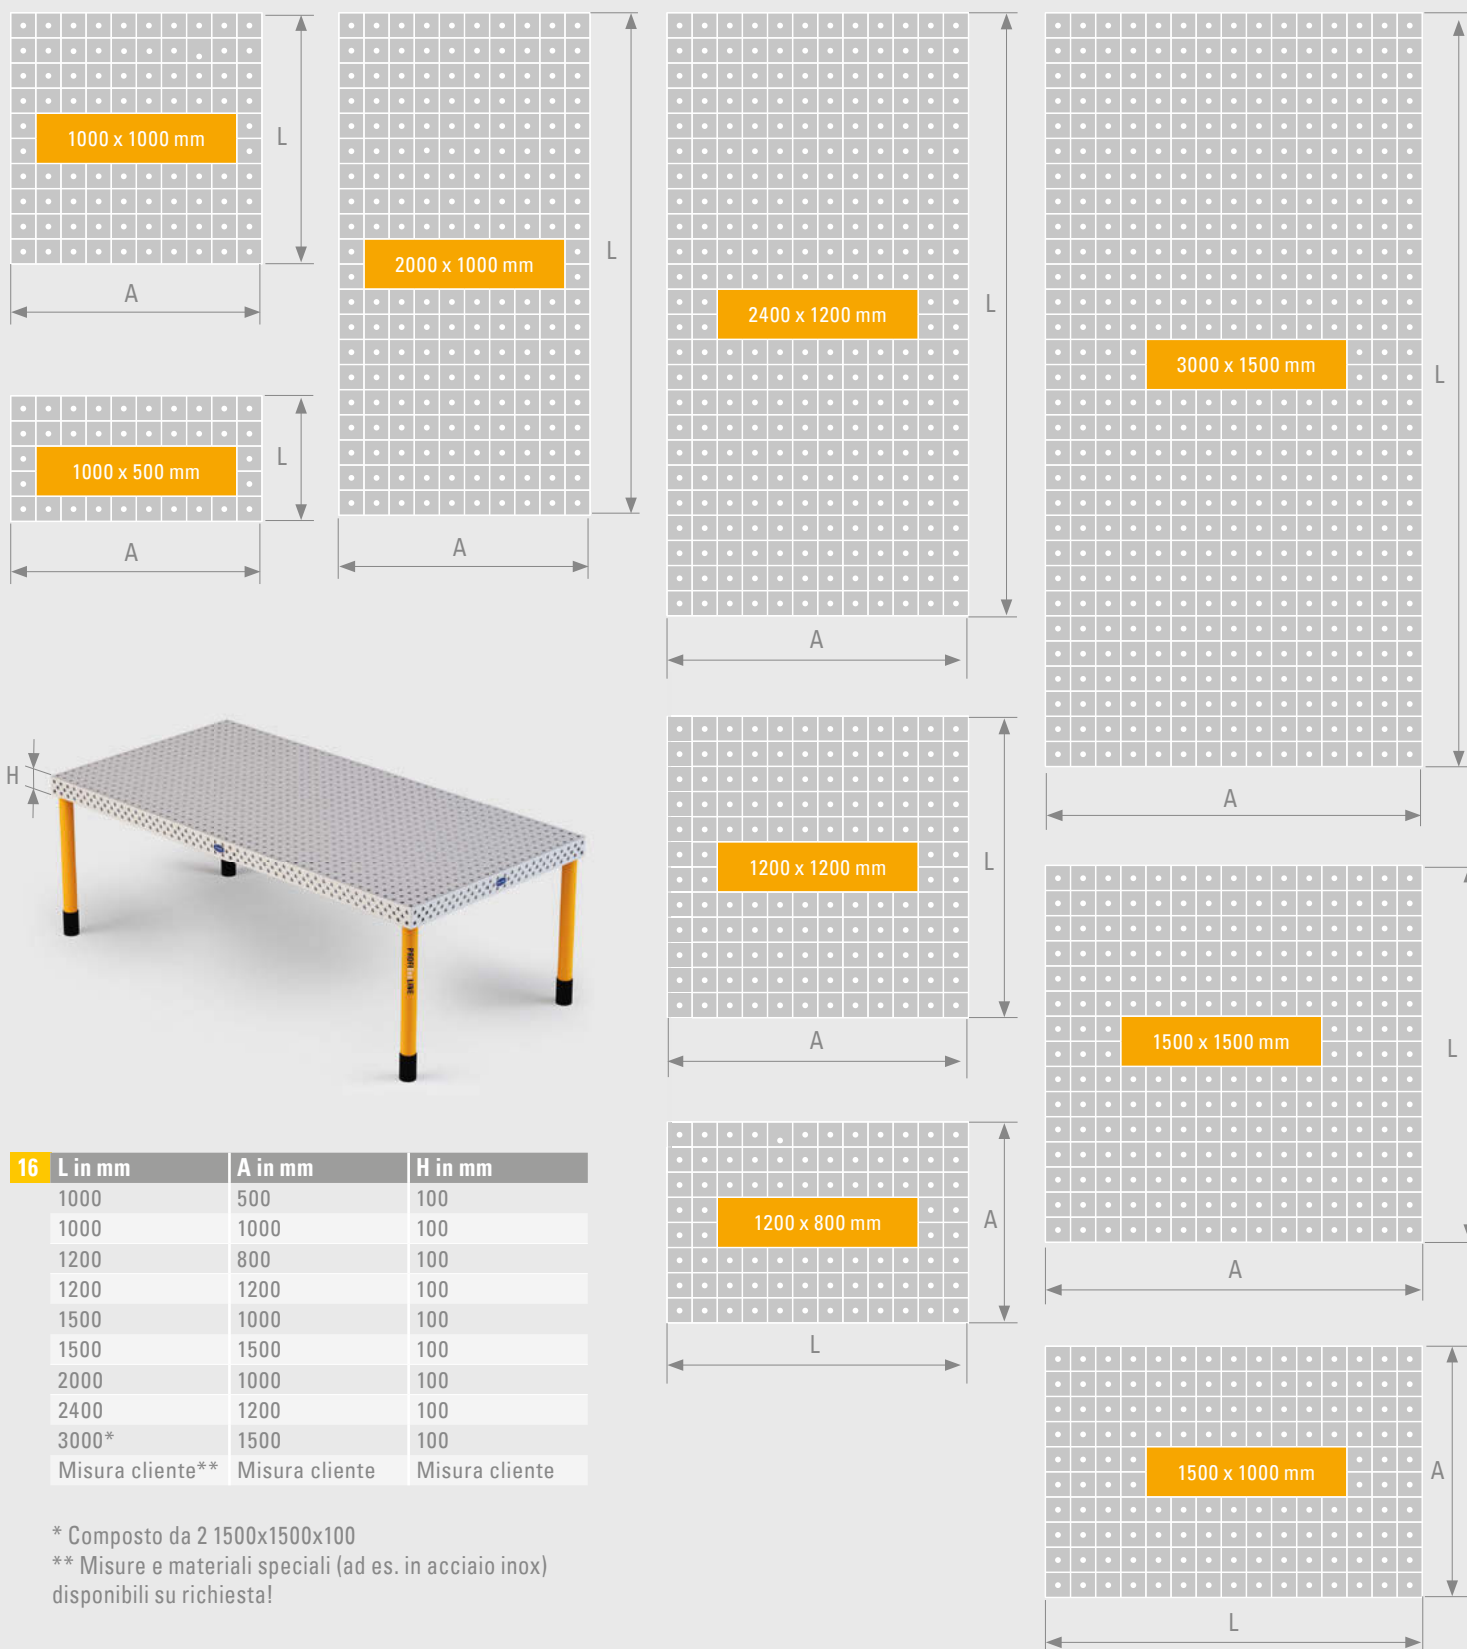 1000 x 1000 mm
L
A
1000 x 500 mm
L
A
2000 x 1000 mm
L
A
2400 x 1200 mm
L
A
3000 x 1500 mm
L
A
1200 x 1200 mm
L
A
1200 x 800 mm
A
L
1500 x 1500 mm
L
A
1500 x 1000 mm
A
L
H
PROFI LINE
16 L in mm A in mm H in mm
1000 500 100
1000 1000 100
1200 800 100
1200 1200 100
1500 1000 100
1500 1500 100
2000 1000 100
2400 1200 100
3000* 1500 100
Misura cliente** Misura cliente Misura cliente
* Composto da 2 1500x1500x100
** Misure e materiali speciali (ad es. in acciaio inox)
disponibili su richiesta!